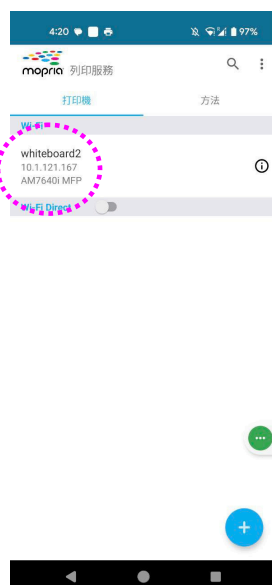 4:20
97%
mopria 列印服務
打印機 方法
Wi-Fi
whiteboard2
10.1.121.167
AM7640i MFP
Wi-Fi Direct